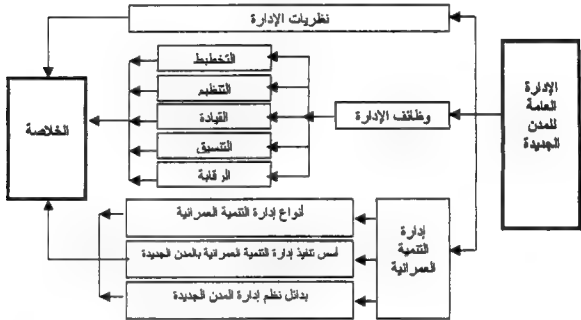 نظريات الإدارة
الإدارة
العامة
للمدن
الجديدة
وظائف الإدارة
التخطيط
التنظيم
القيادة
التنسيق
الرقابة
الخلاصة
إدارة
التنمية
العمرانية
أنواع إدارة التنمية العمرانية
أسس تنفيذ إدارة التنمية العمرانية بالمدن الجديدة
بدائل نظم إدارة المدن الجديدة